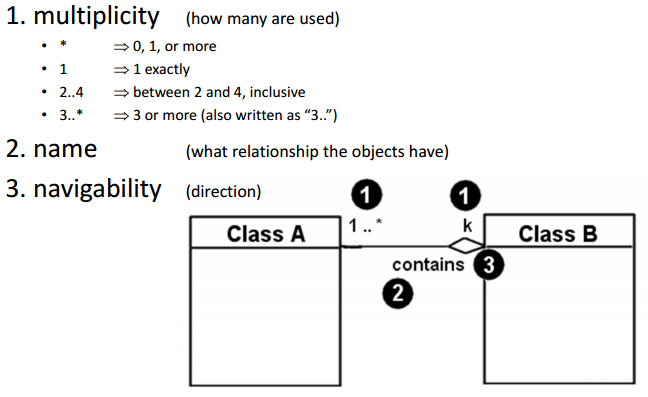 1. multiplicity (how many are used)
• * ⇒ 0, 1, or more
• 1 ⇒ 1 exactly
• 2..4 ⇒ between 2 and 4, inclusive
• 3..* ⇒ 3 or more (also written as “3..”)
2. name (what relationship the objects have)
3. navigability (direction)
1 1
Class A 1..* k Class B
contains 3
2